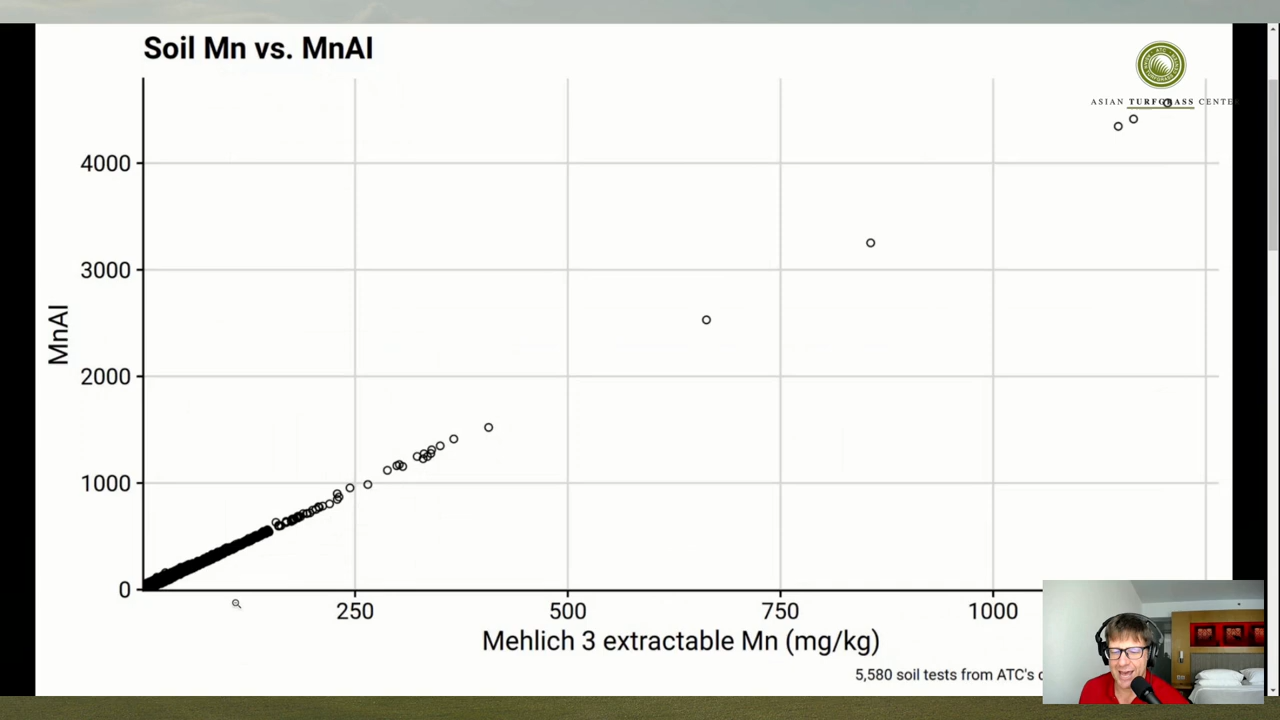 Soil Mn vs. MnAI
ASIAN TURFGRASS CENTER
4000
3000
2000
1000
0
MnAI
250
500
750
1000
Mehlich 3 extractable Mn (mg/kg)
5,580 soil tests from ATC's